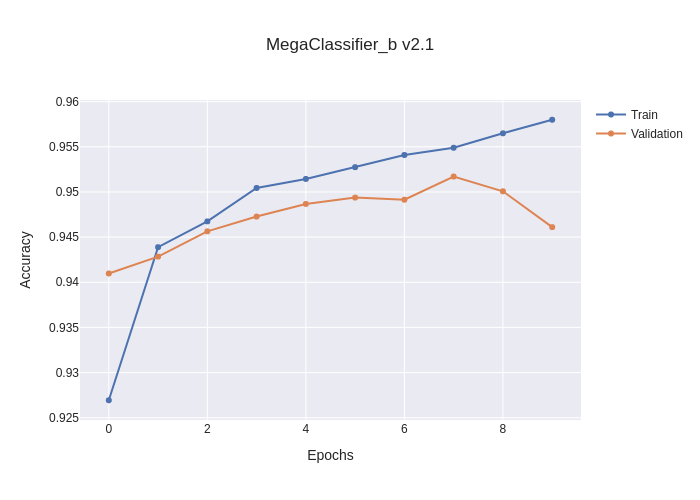 MegaClassifier_b v2.1
Train
Validation
0.96
0.955
0.95
0.945
0.94
0.935
0.93
0.925
Accuracy
0 2 4 6 8
Epochs